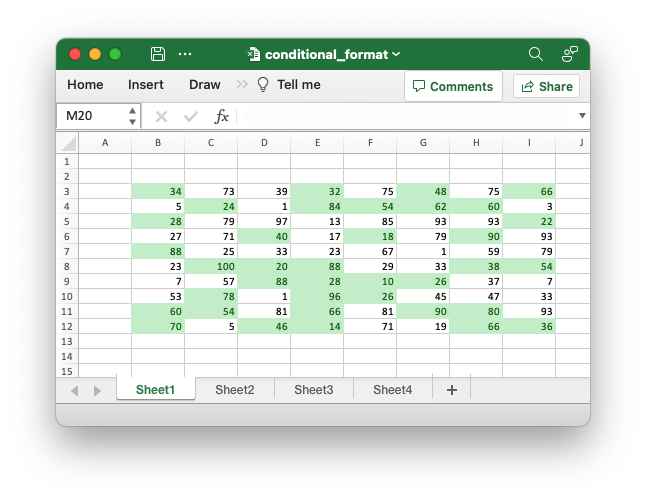 conditional_format
Home Insert Draw Tell me Comments Share
M20 fx
A B C D E F G H I J
1
2
3 34 73 39 32 75 48 75 66
4 5 24 1 84 54 62 60 3
5 28 79 97 13 85 93 93 22
6 27 71 40 17 18 79 90 93
7 88 25 33 23 67 1 59 79
8 23 100 20 88 29 33 38 54
9 7 57 88 28 10 26 37 7
10 53 78 1 96 26 45 47 33
11 60 54 81 66 81 90 80 93
12 70 5 46 14 71 19 66 36
13
14
15
Sheet1 Sheet2 Sheet3 Sheet4 +